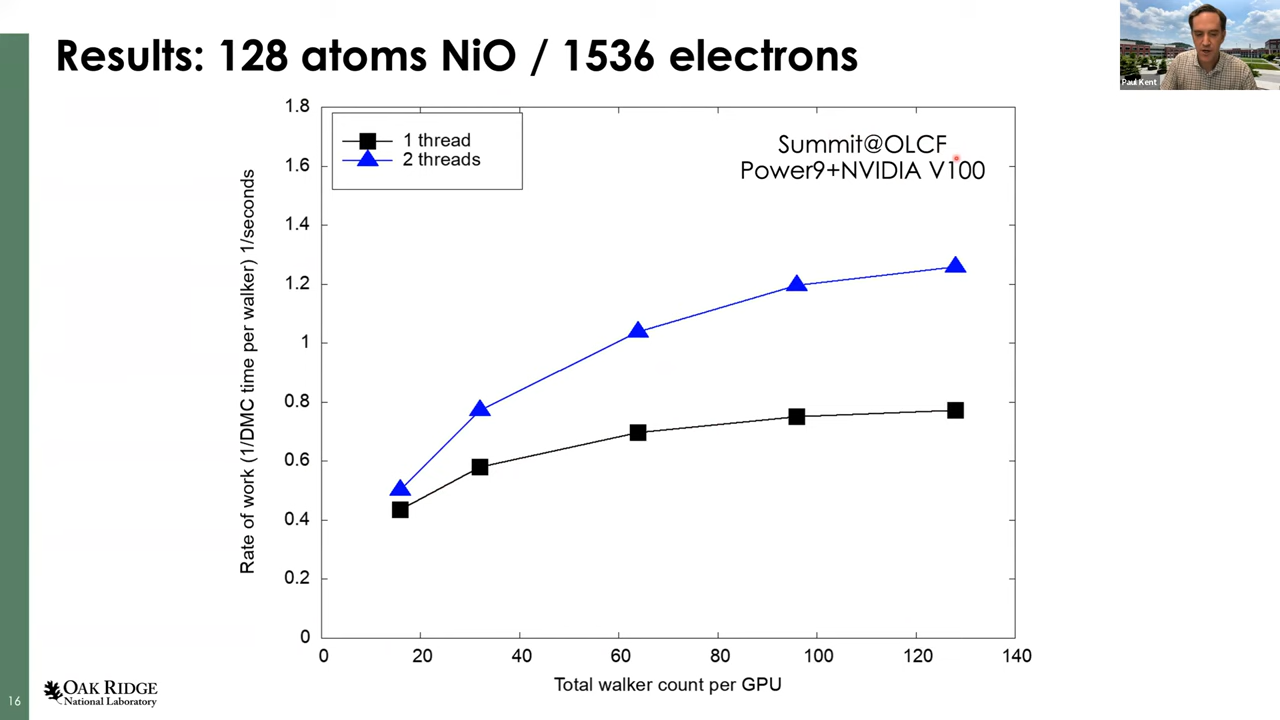 Results: 128 atoms NiO / 1536 electrons
Paul Kent
1 thread
2 threads
Summit@OLCF
Power9+NVIDIA V100
Rate of work (1/DMC time per walker) 1/seconds
1.8
1.6
1.4
1.2
1
0.8
0.6
0.4
0.2
0
0 20 40 60 80 100 120 140
Total walker count per GPU
16
OAK RIDGE
National Laboratory